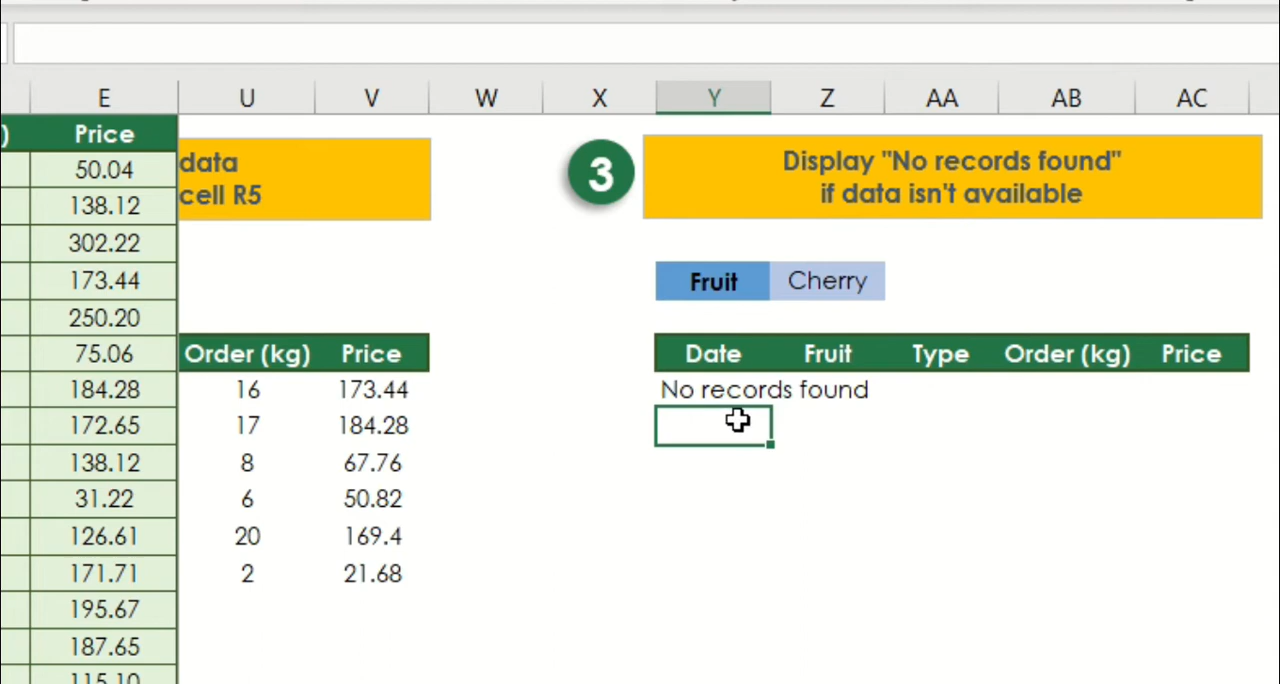 E U V W X Y Z AA AB AC
) Price
data
cell R5
3
Display "No records found"
if data isn't available
50.04
138.12
302.22
173.44
Fruit Cherry
250.20
75.06 Order (kg) Price Date Fruit Type Order (kg) Price
184.28 16 173.44 No records found
172.65 17 184.28
138.12 8 67.76
31.22 6 50.82
126.61 20 169.4
171.71 2 21.68
195.67
187.65
115.10